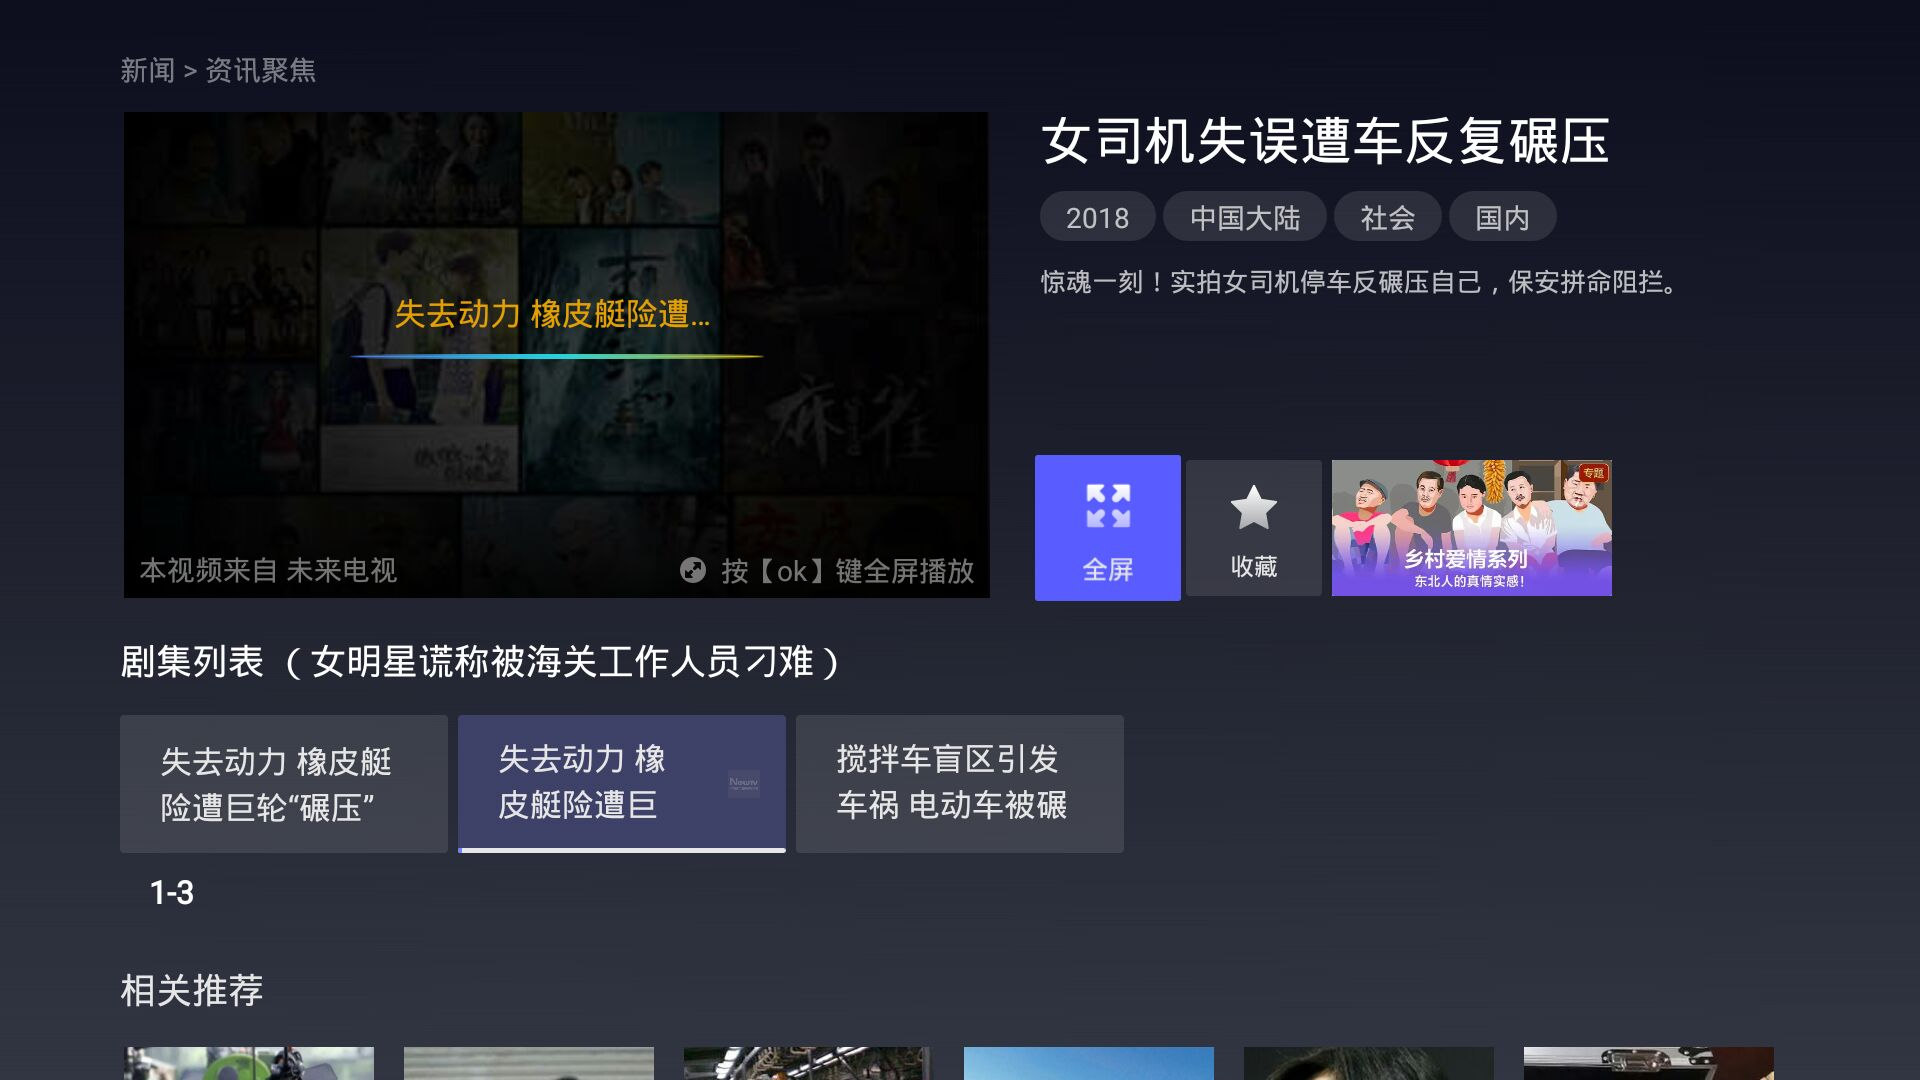 新闻 > 资讯聚焦
女司机失误遭车反复碾压
2018 中国大陆 社会 国内
惊魂一刻！实拍女司机停车反碾压自己，保安拼命阻拦。
失去动力 橡皮艇险遭...
麻雀
本视频来自 未来电视
按【ok】键全屏播放
全屏
收藏
专题
乡村爱情系列
东北人的真情实感！
剧集列表 （女明星谎称被海关工作人员刁难）
失去动力 橡皮艇
险遭巨轮“碾压”
失去动力 橡
皮艇险遭巨
Newtv
搅拌车盲区引发
车祸 电动车被碾
1-3
相关推荐